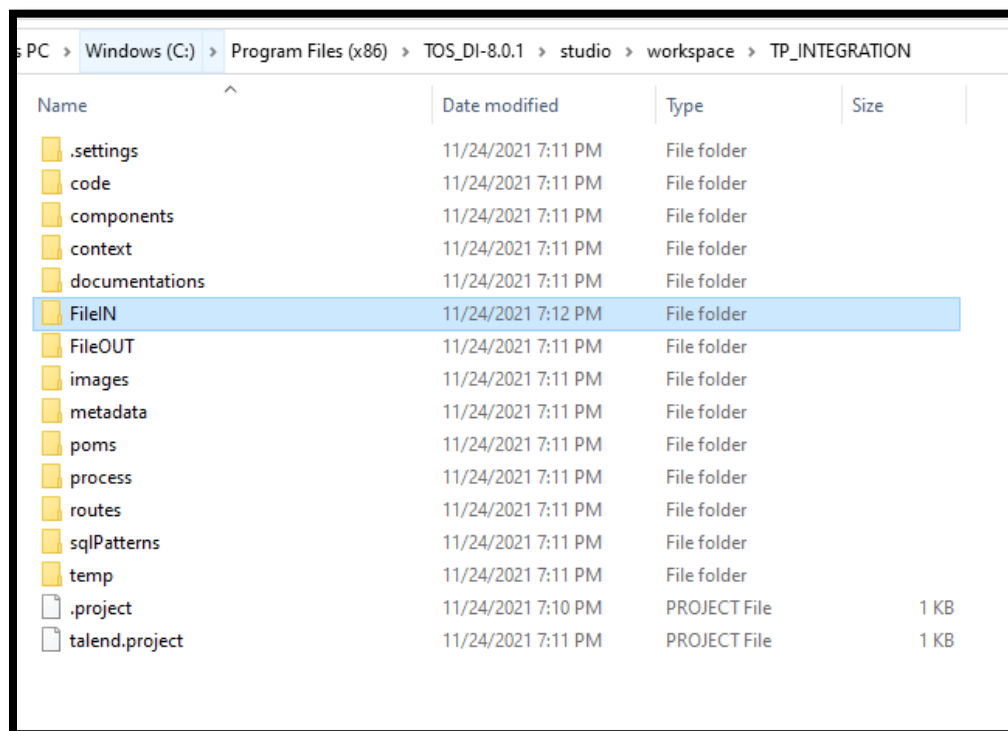 s PC > Windows (C:) > Program Files (x86) > TOS_DI-8.0.1 > studio > workspace > TP_INTEGRATION
Name Date modified Type Size
.settings 11/24/2021 7:11 PM File folder
code 11/24/2021 7:11 PM File folder
components 11/24/2021 7:11 PM File folder
context 11/24/2021 7:11 PM File folder
documentations 11/24/2021 7:11 PM File folder
FileIN 11/24/2021 7:12 PM File folder
FileOUT 11/24/2021 7:11 PM File folder
images 11/24/2021 7:11 PM File folder
metadata 11/24/2021 7:11 PM File folder
poms 11/24/2021 7:11 PM File folder
process 11/24/2021 7:11 PM File folder
routes 11/24/2021 7:11 PM File folder
sqlPatterns 11/24/2021 7:11 PM File folder
temp 11/24/2021 7:11 PM File folder
.project 11/24/2021 7:10 PM PROJECT File 1 KB
talend.project 11/24/2021 7:11 PM PROJECT File 1 KB